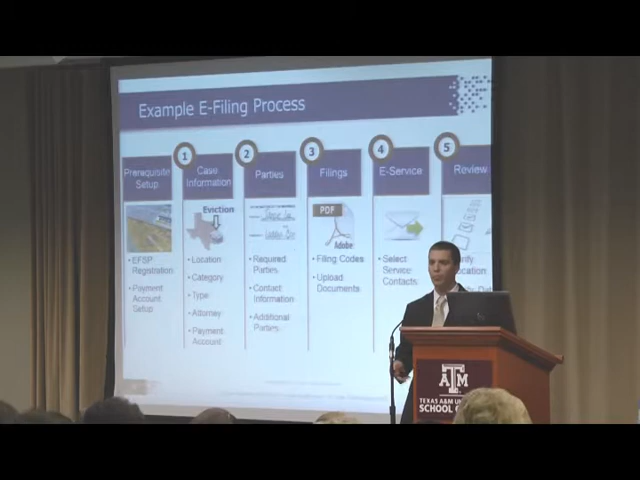 Example E-Filing Process
1
2
3
4
5
Prerequisite
Setup
Case
Information
Parties
Filings
E-Service
Review
Eviction
PDF
Adobe
• EFSP
Registration
• Payment
Account
Setup
• Location
• Category
• Type
• Attorney
• Payment
Account
• Required
Parties
• Contact
Information
• Additional
Parties
• Filing Codes
• Upload
Documents
• Select
Service
Contacts
ATM
TEXAS A&M
SCHOOL